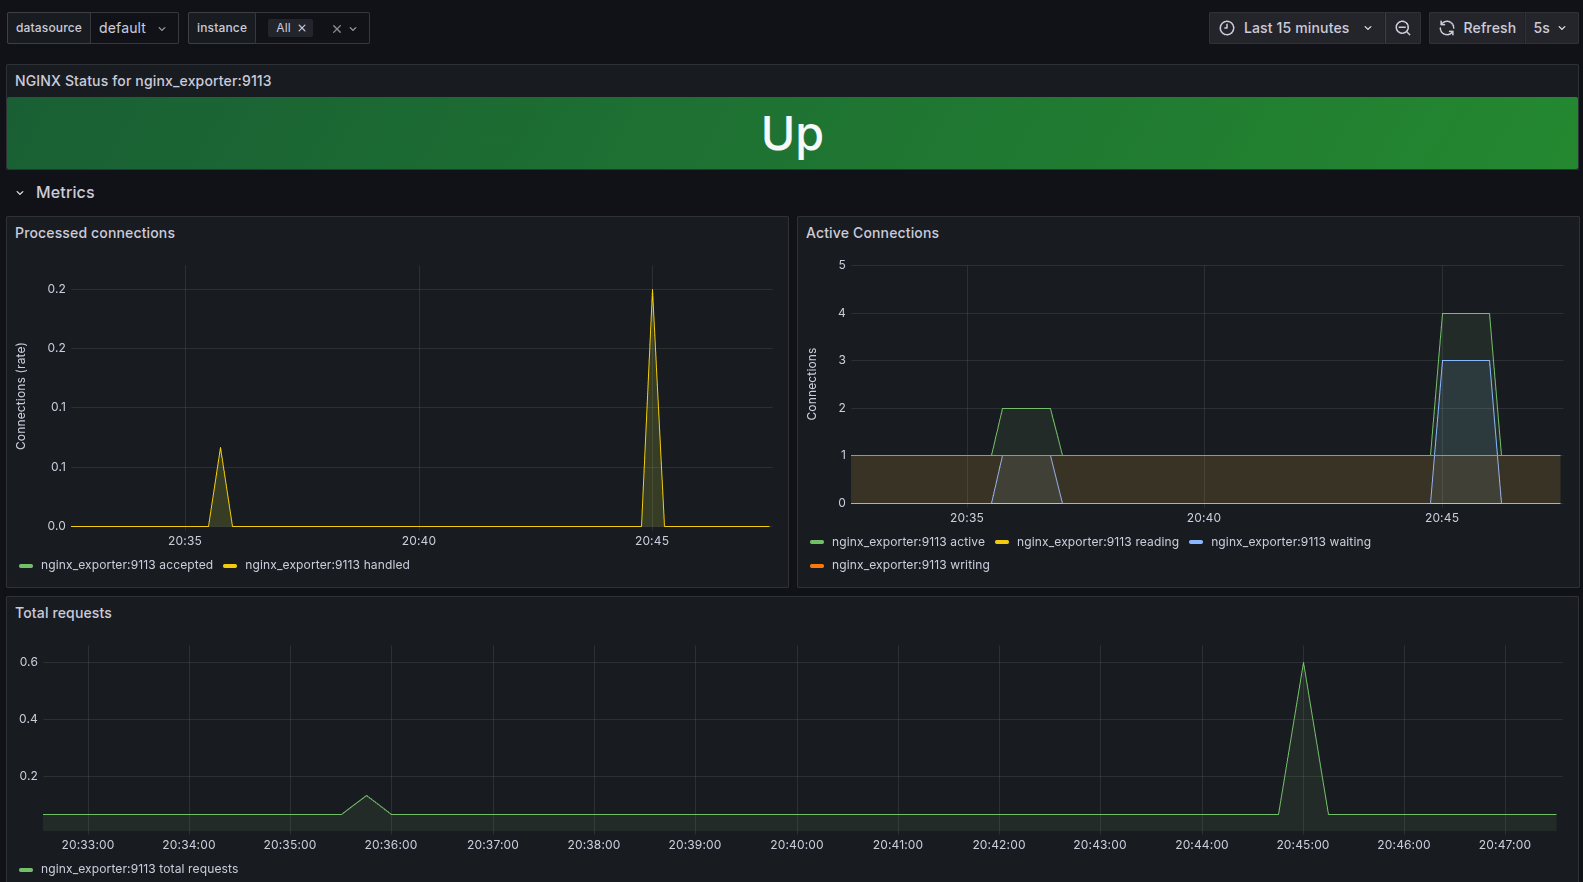 datasource default instance All Last 15 minutes Refresh 5s
NGINX Status for nginx_exporter:9113
Up
Metrics
Processed connections
Connections (rate)
0.2
0.2
0.1
0.1
0.0
20:35 20:40 20:45
nginx_exporter:9113 accepted nginx_exporter:9113 handled
Active Connections
Connections
5
4
3
2
1
0
20:35 20:40 20:45
nginx_exporter:9113 active nginx_exporter:9113 reading nginx_exporter:9113 waiting
nginx_exporter:9113 writing
Total requests
0.6
0.4
0.2
20:33:00 20:34:00 20:35:00 20:36:00 20:37:00 20:38:00 20:39:00 20:40:00 20:41:00 20:42:00 20:43:00 20:44:00 20:45:00 20:46:00 20:47:00
nginx_exporter:9113 total requests